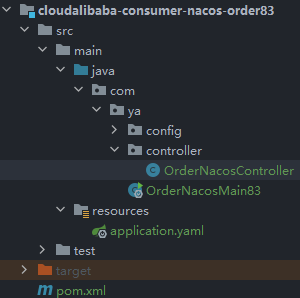 cloudalibaba-consumer-nacos-order83
src
main
java
com
ya
config
controller
OrderNacosController
OrderNacosMain83
resources
application.yaml
test
target
pom.xml